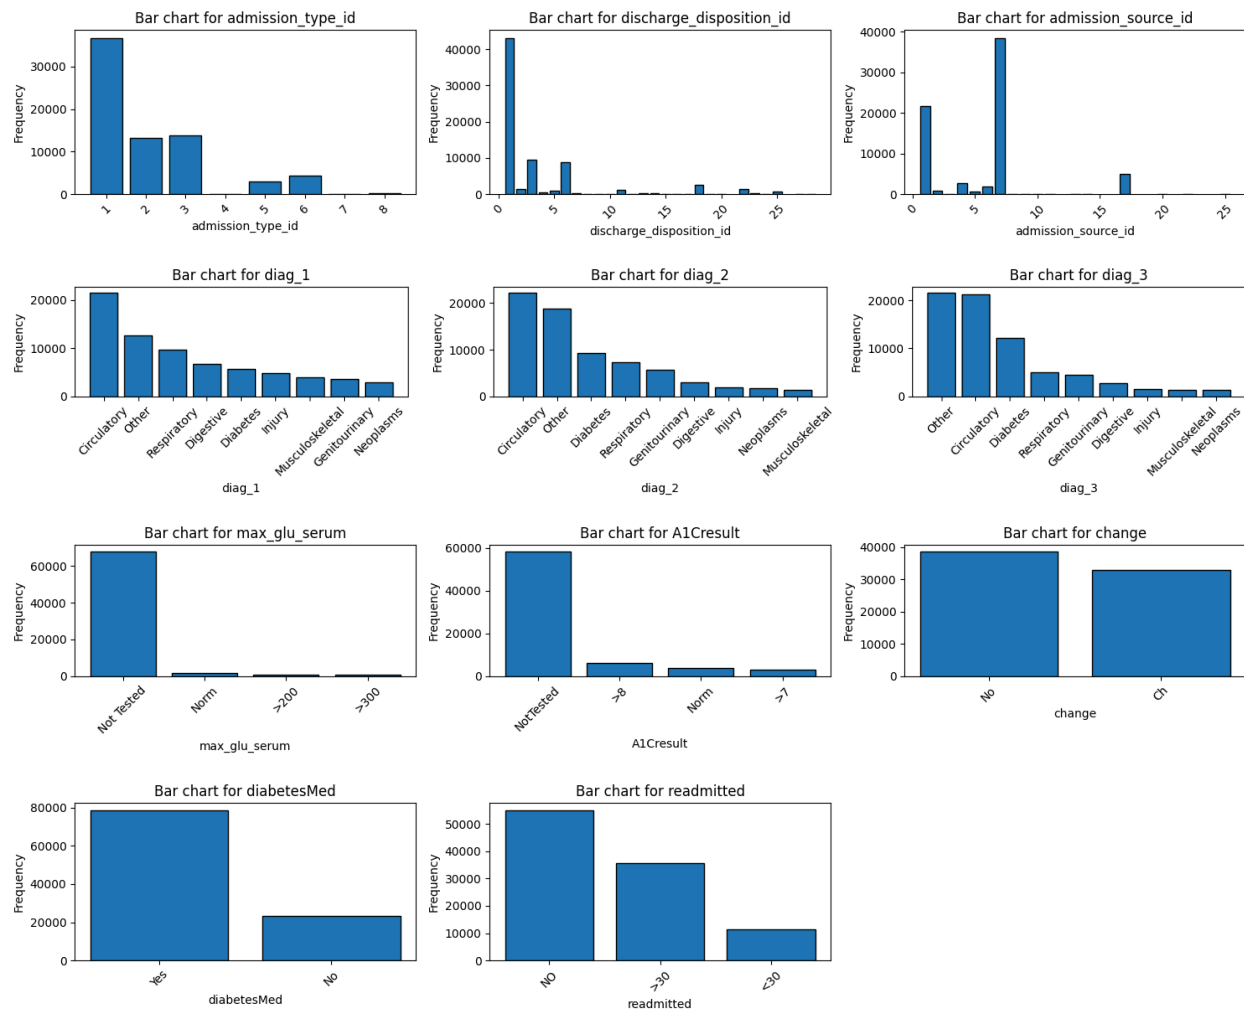 Bar chart for admission_type_id
Frequency
30000
20000
10000
0
1 2 3 4 5 6 7 8
admission_type_id
Bar chart for discharge_disposition_id
Frequency
40000
30000
20000
10000
0
0 5 10 15 20 25
discharge_disposition_id
Bar chart for admission_source_id
Frequency
40000
30000
20000
10000
0
0 5 10 15 20 25
admission_source_id
Bar chart for diag_1
Frequency
20000
10000
0
Circulatory Other Respiratory Digestive Diabetes Injury Musculoskeletal Genitourinary Neoplasms
diag_1
Bar chart for diag_2
Frequency
20000
10000
0
Circulatory Other Diabetes Respiratory Genitourinary Digestive Injury Neoplasms Musculoskeletal
diag_2
Bar chart for diag_3
Frequency
20000
10000
0
Other Circulatory Diabetes Respiratory Genitourinary Digestive Injury Musculoskeletal Neoplasms
diag_3
Bar chart for max_glu_serum
Frequency
60000
40000
20000
0
Not Tested Norm >200 >300
max_glu_serum
Bar chart for A1Cresult
Frequency
60000
40000
20000
0
NotTested >8 Norm >7
A1Cresult
Bar chart for change
Frequency
40000
30000
20000
10000
0
No Ch
change
Bar chart for diabetesMed
Frequency
80000
60000
40000
20000
0
Yes No
diabetesMed
Bar chart for readmitted
Frequency
50000
40000
30000
20000
10000
0
NO >30 <30
readmitted